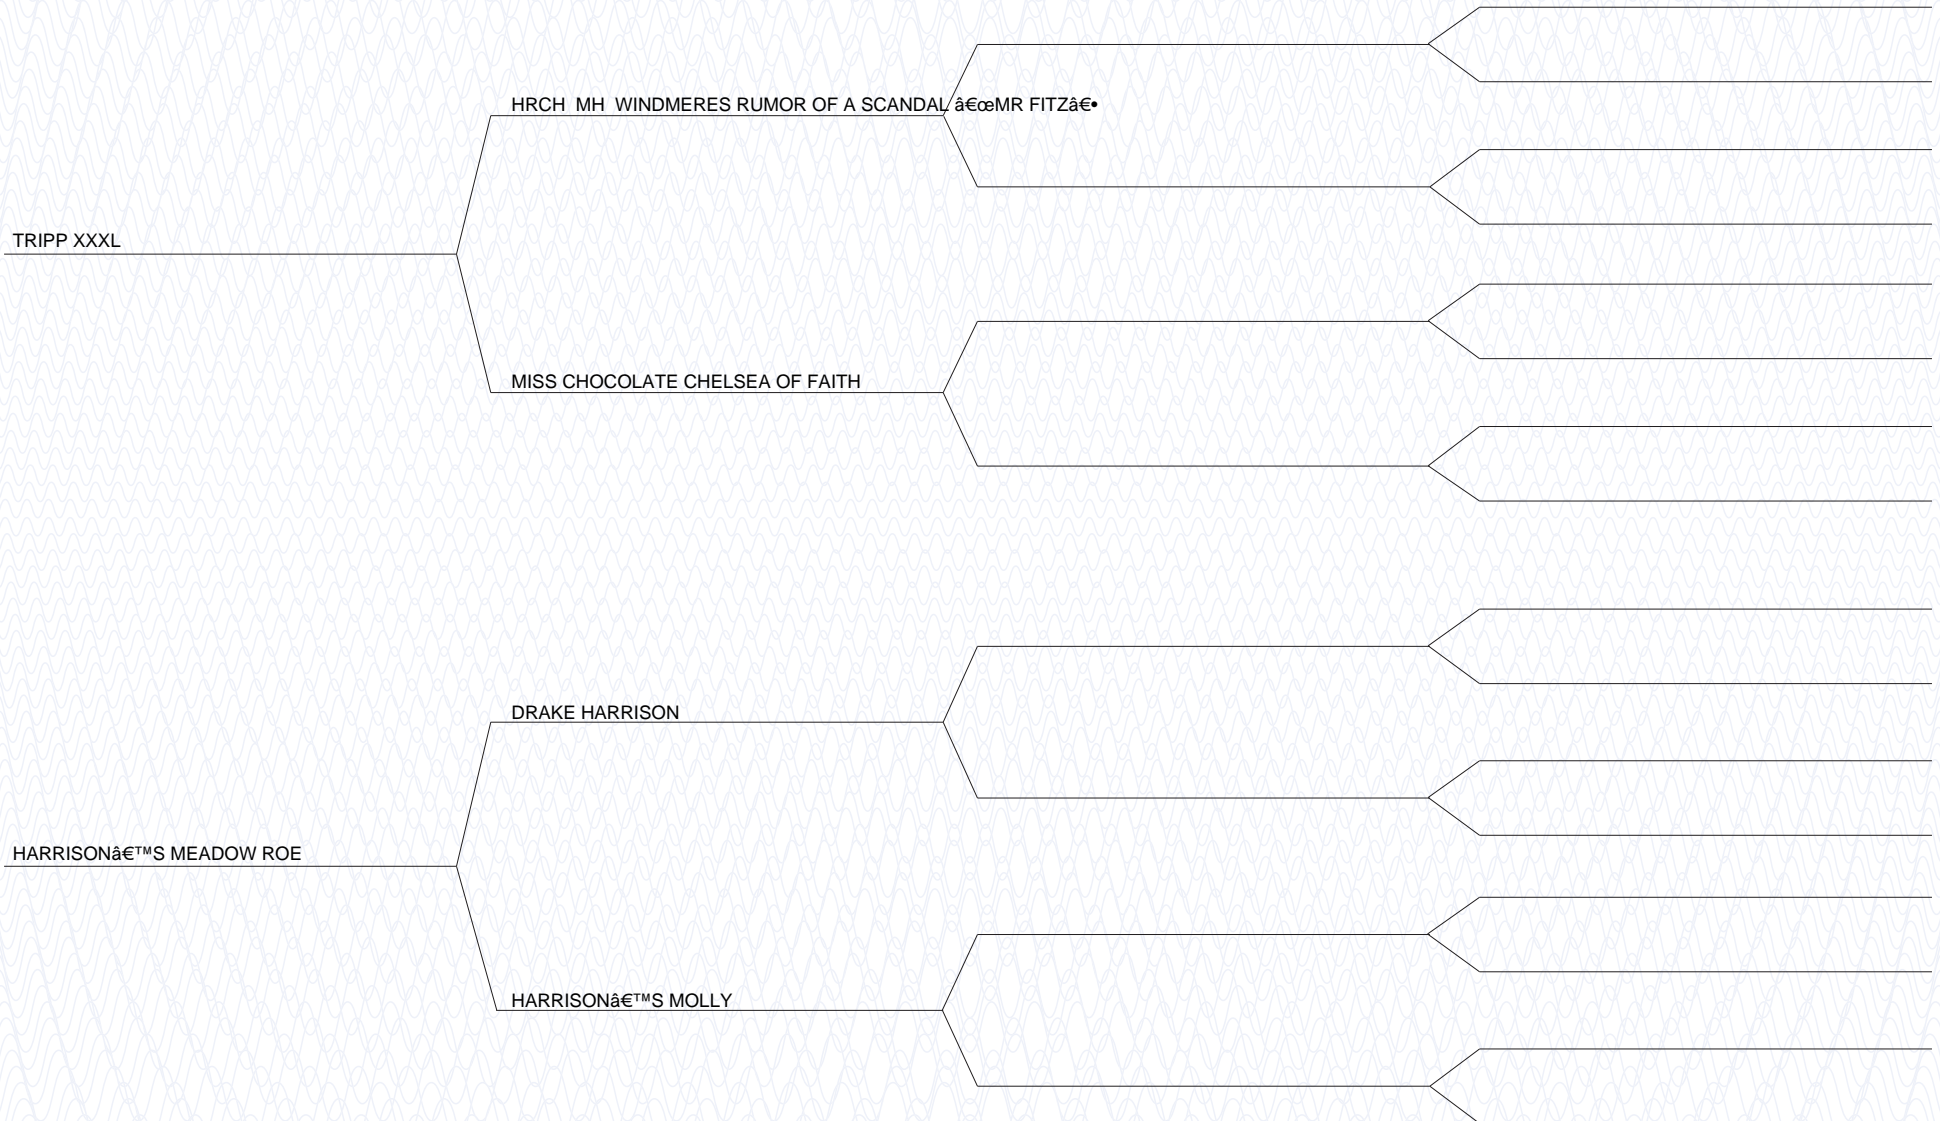 HRCH  MH  WINDMERES RUMOR OF A SCANDAL â€œMR FITZâ€•
TRIPP XXXL
MISS CHOCOLATE CHELSEA OF FAITH
DRAKE HARRISON
HARRISONâ€™S MEADOW ROE
HARRISONâ€™S MOLLY